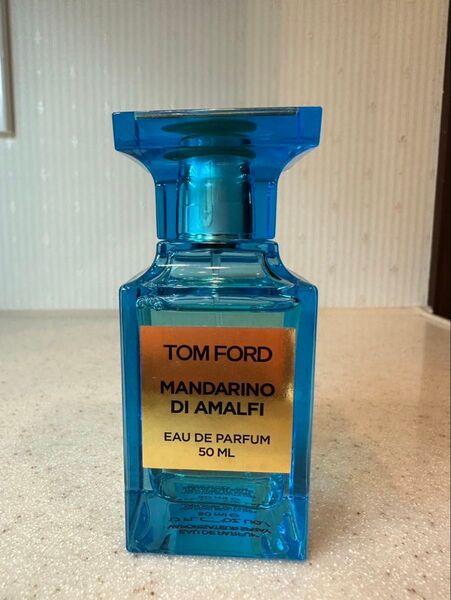 TOM FORD
MANDARINO
DI AMALFI
EAU DE PARFUM
50 ML